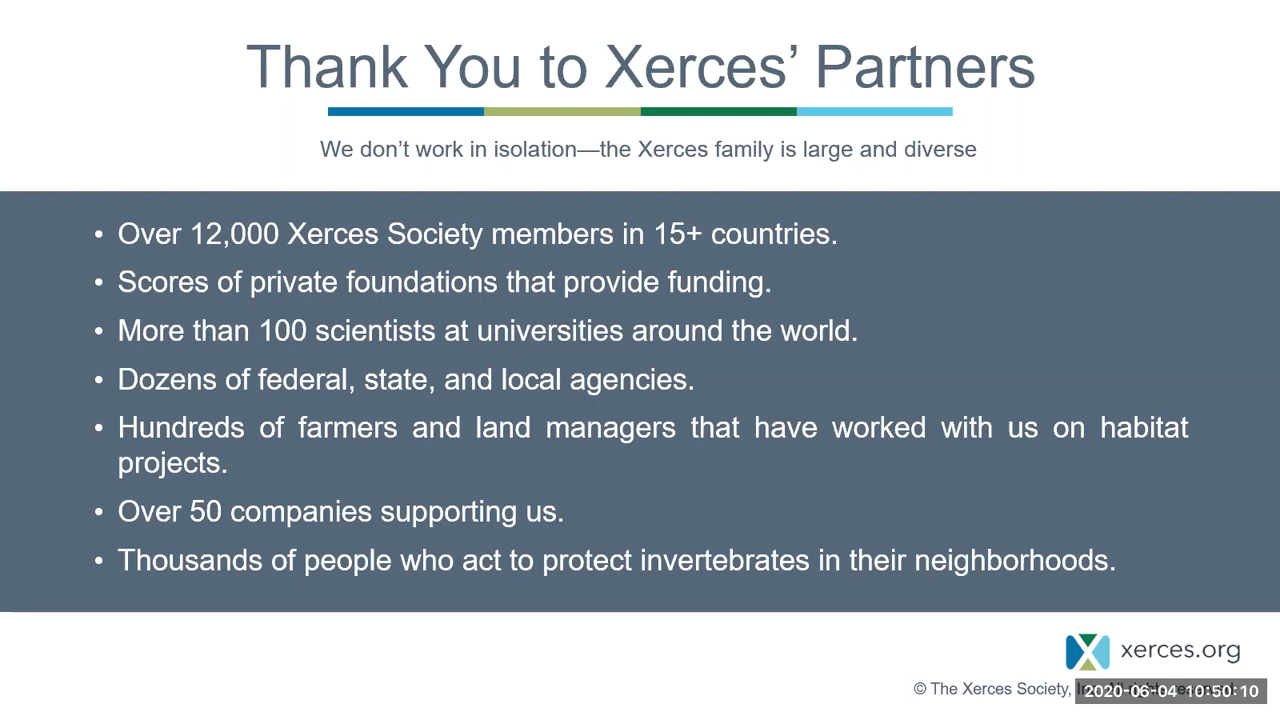 Thank You to Xerces’ Partners
We don’t work in isolation—the Xerces family is large and diverse
• Over 12,000 Xerces Society members in 15+ countries.
• Scores of private foundations that provide funding.
• More than 100 scientists at universities around the world.
• Dozens of federal, state, and local agencies.
• Hundreds of farmers and land managers that have worked with us on habitat
projects.
• Over 50 companies supporting us.
• Thousands of people who act to protect invertebrates in their neighborhoods.
xerces.org
© The Xerces Society,
2020-06-04 10:50:10